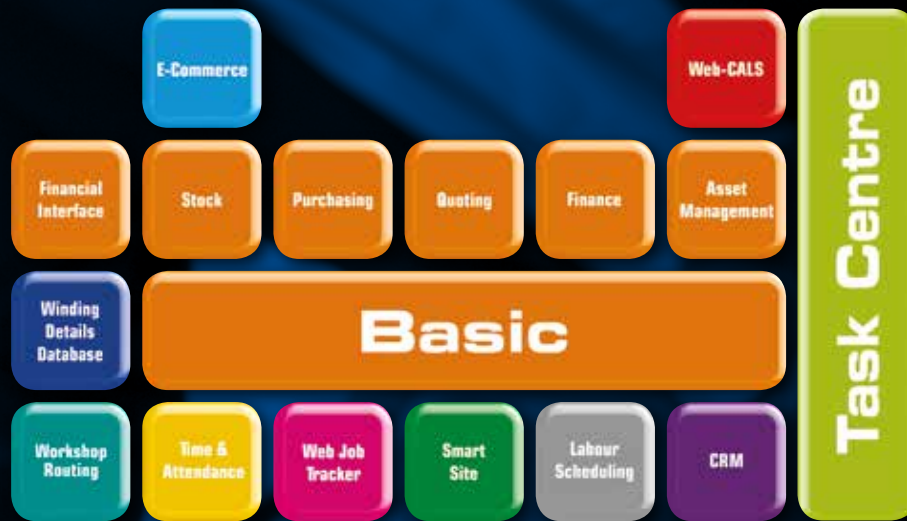 E-Commerce
Web-CALS
Financial
Interface
Stock
Purchasing
Quoting
Finance
Asset
Management
Winding
Details
Database
Basic
Workshop
Routing
Time &
Attendance
Web Job
Tracker
Smart
Site
Labour
Scheduling
CRM
Task Centre